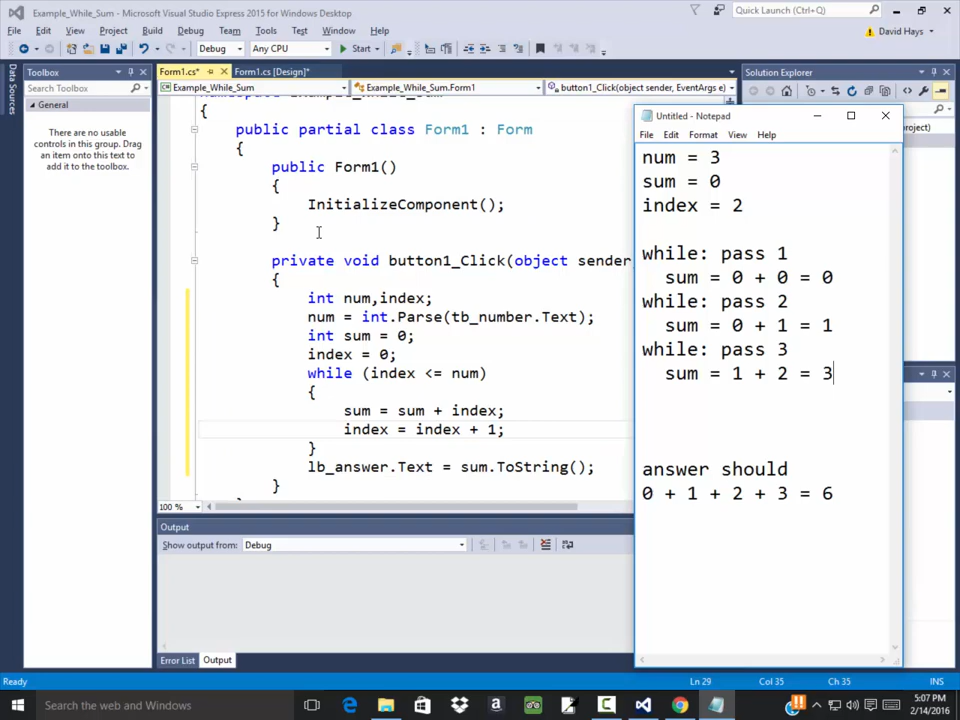 Example_While_Sum - Microsoft Visual Studio Express 2015 for Windows Desktop
Quick Launch (Ctrl+Q)
File Edit View Project Build Debug Team Tools Test Window Help
David Hays
Debug Any CPU Start
Data Sources
Toolbox
Search Toolbox
General
There are no usable
controls in this group. Drag
an item onto this text to
add it to the toolbox.
Form1.cs* Form1.cs [Design]*
Example_While_Sum Example_While_Sum.Form1 button1_Click(object sender, EventArgs e)
{
public partial class Form1 : Form
{
public Form1()
{
InitializeComponent();
}
private void button1_Click(object sender,
{
int num,index;
num = int.Parse(tb_number.Text);
int sum = 0;
index = 0;
while (index <= num)
{
sum = sum + index;
index = index + 1;
}
lb_answer.Text = sum.ToString();
}
100 %
Output
Show output from: Debug
Error List Output
Solution Explorer
project)
Untitled - Notepad
File Edit Format View Help
num = 3
sum = 0
index = 2
while: pass 1
sum = 0 + 0 = 0
while: pass 2
sum = 0 + 1 = 1
while: pass 3
sum = 1 + 2 = 3
answer should
0 + 1 + 2 + 3 = 6
Ready Ln 29 Col 35 Ch 35 INS
Search the web and Windows
5:07 PM
2/14/2016